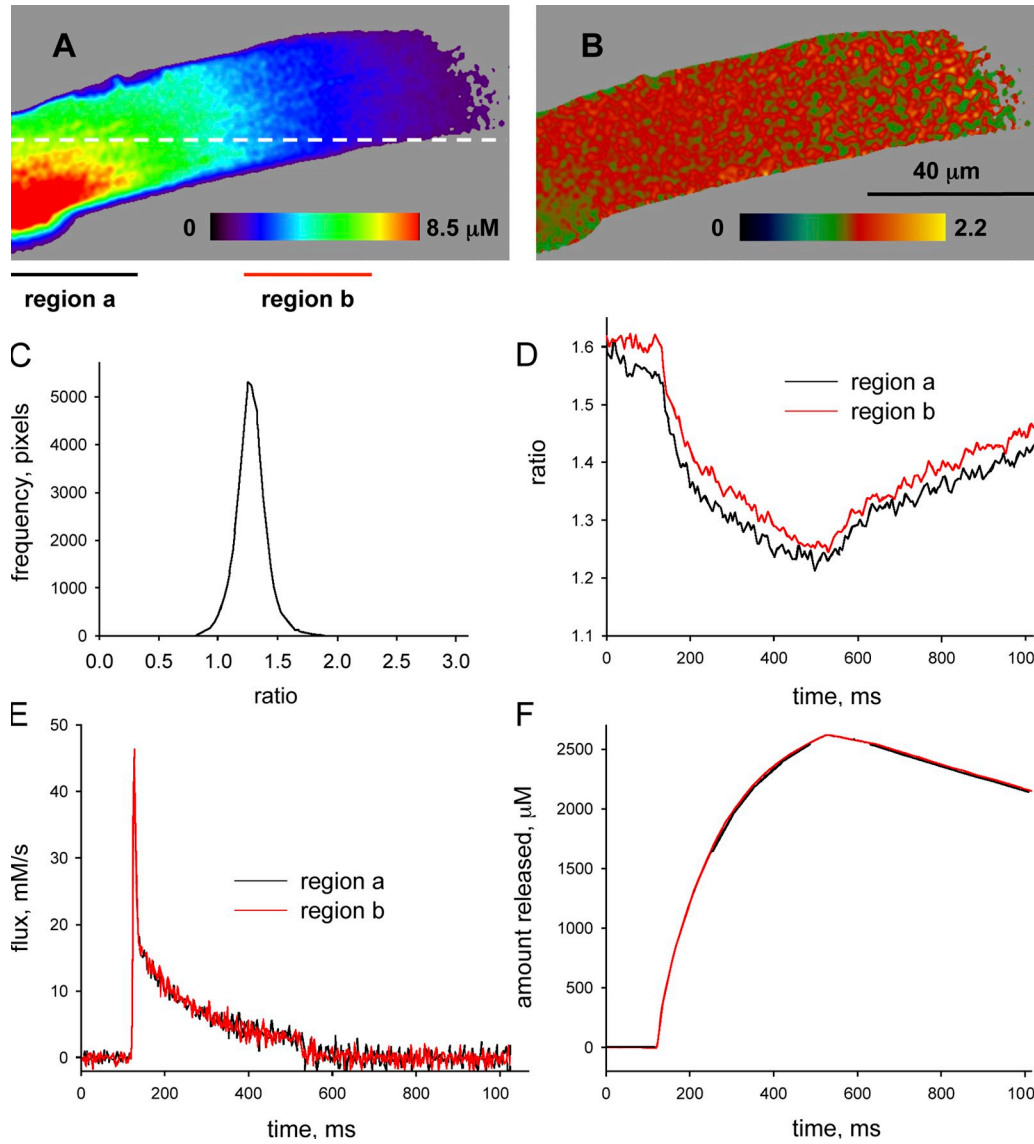 A
B
0
8.5 μM
40 μm
0
2.2
region a
region b
C
frequency, pixels
5000
4000
3000
2000
1000
0
0.0 0.5 1.0 1.5 2.0 2.5 3.0
ratio
D
ratio
1.6
1.5
1.4
1.3
1.2
1.1
region a
region b
0 200 400 600 800 100
time, ms
E
flux, mM/s
50
40
30
20
10
0
region a
region b
0 200 400 600 800 100
time, ms
F
amount released, μM
2500
2000
1500
1000
500
0
0 200 400 600 800 100
time, ms